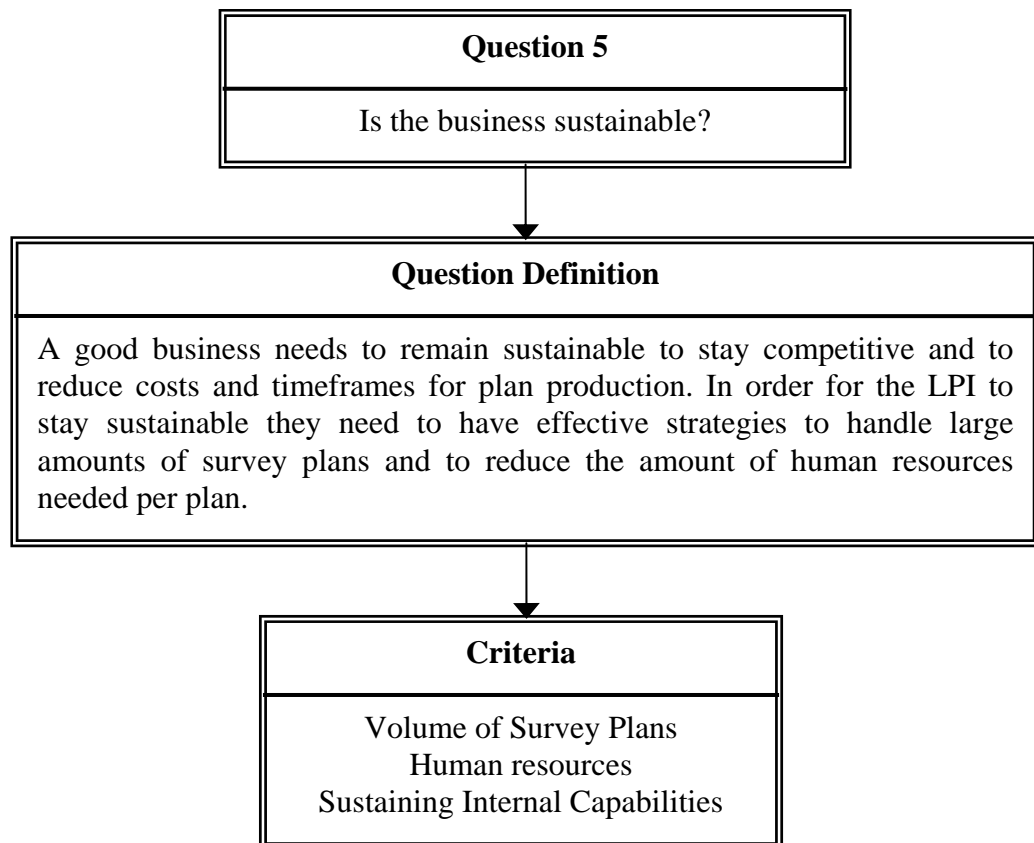 Question 5
Is the business sustainable?
Question Definition
A good business needs to remain sustainable to stay competitive and to
reduce costs and timeframes for plan production. In order for the LPI to
stay sustainable they need to have effective strategies to handle large
amounts of survey plans and to reduce the amount of human resources
needed per plan.
Criteria
Volume of Survey Plans
Human resources
Sustaining Internal Capabilities